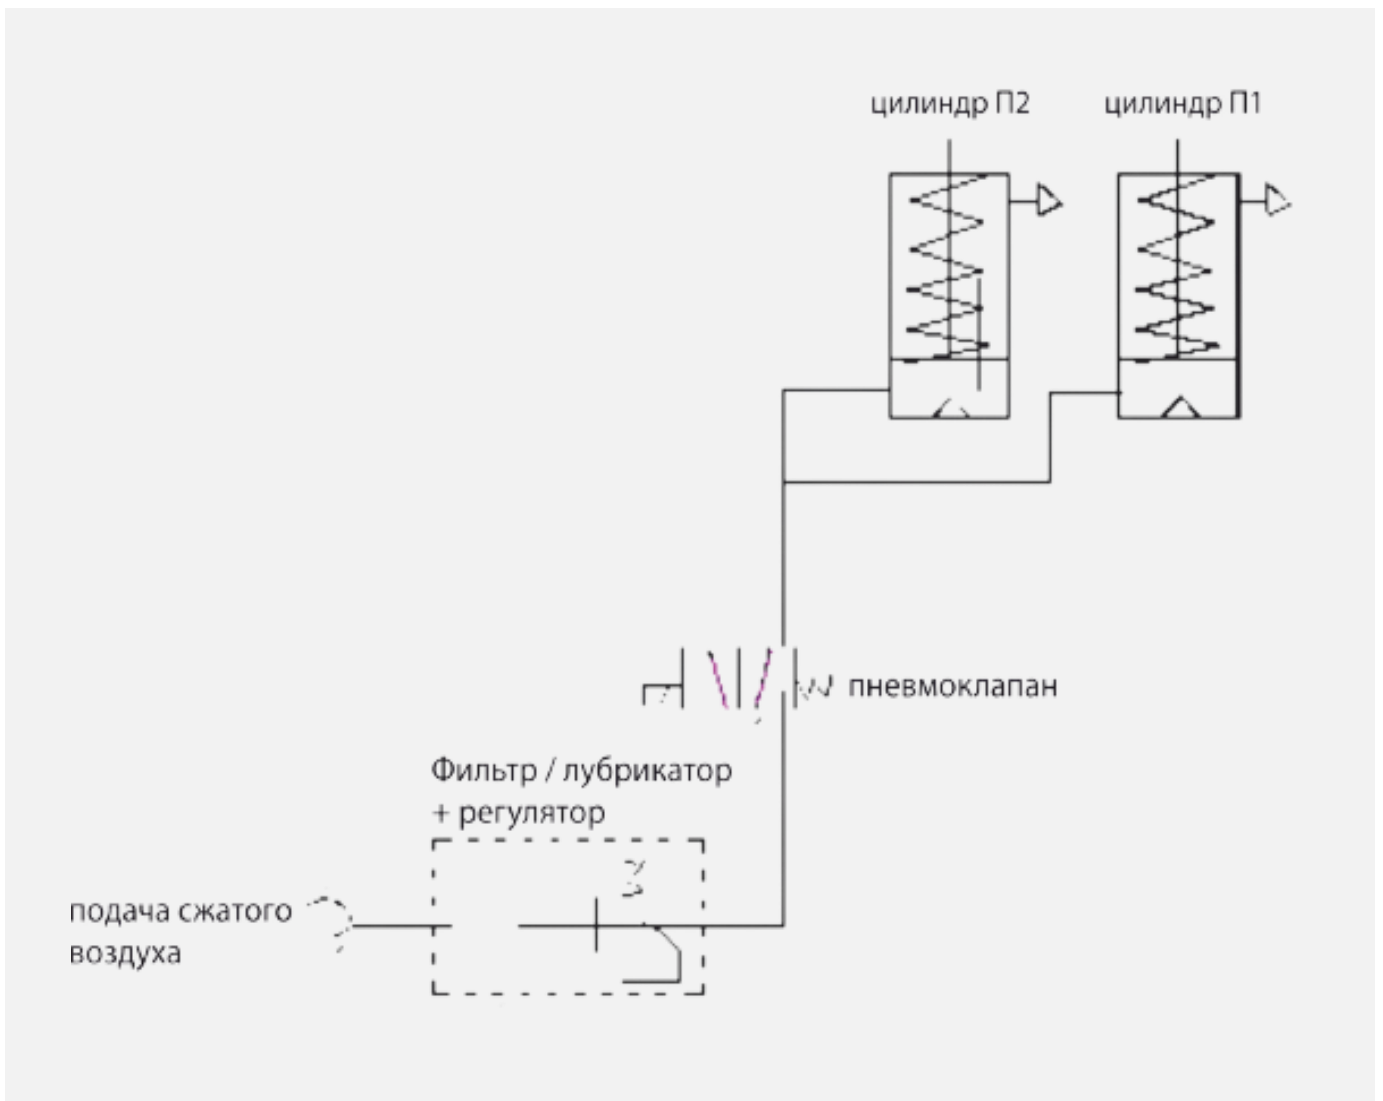 цилиндр П2
цилиндр П1
пневмоклапан
Фильтр / лубрикатор
+ регулятор
подача сжатого
воздуха